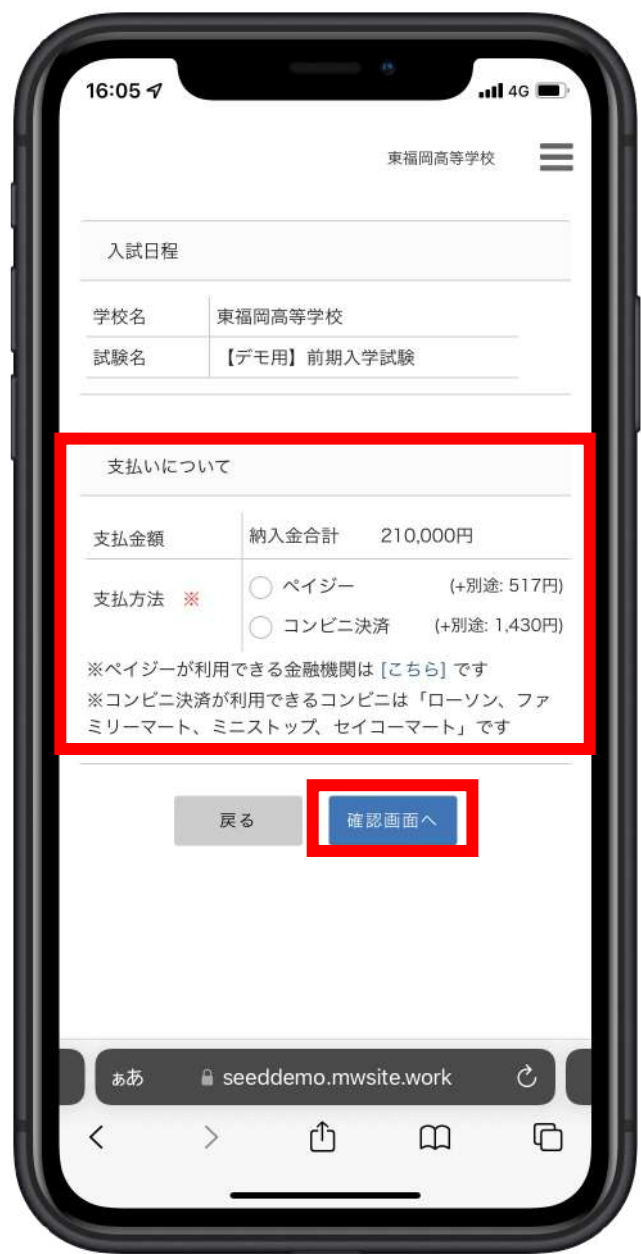 16:05 4G
東福岡高等学校
入試日程
学校名 東福岡高等学校
試験名 【デモ用】前期入学試験
支払いについて
支払金額 納入金合計 210,000円
支払方法 ※ ペイジー (+別途: 517円)
コンビニ決済 (+別途: 1,430円)
※ペイジーが利用できる金融機関は [こちら] です
※コンビニ決済が利用できるコンビニは「ローソン、ファ
ミリーマート、ミニストップ、セイコーマート」です
戻る 確認画面へ
ぁあ seeddemo.mwsite.work